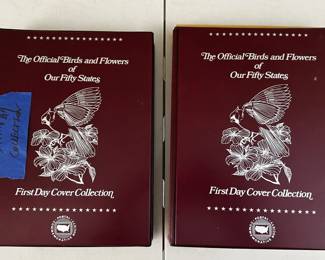 The Official Birds and Flowers
of
Our Fifty States
First Day Cover Collection
The Official Birds and Flowers
of
Our Fifty States
First Day Cover Collection